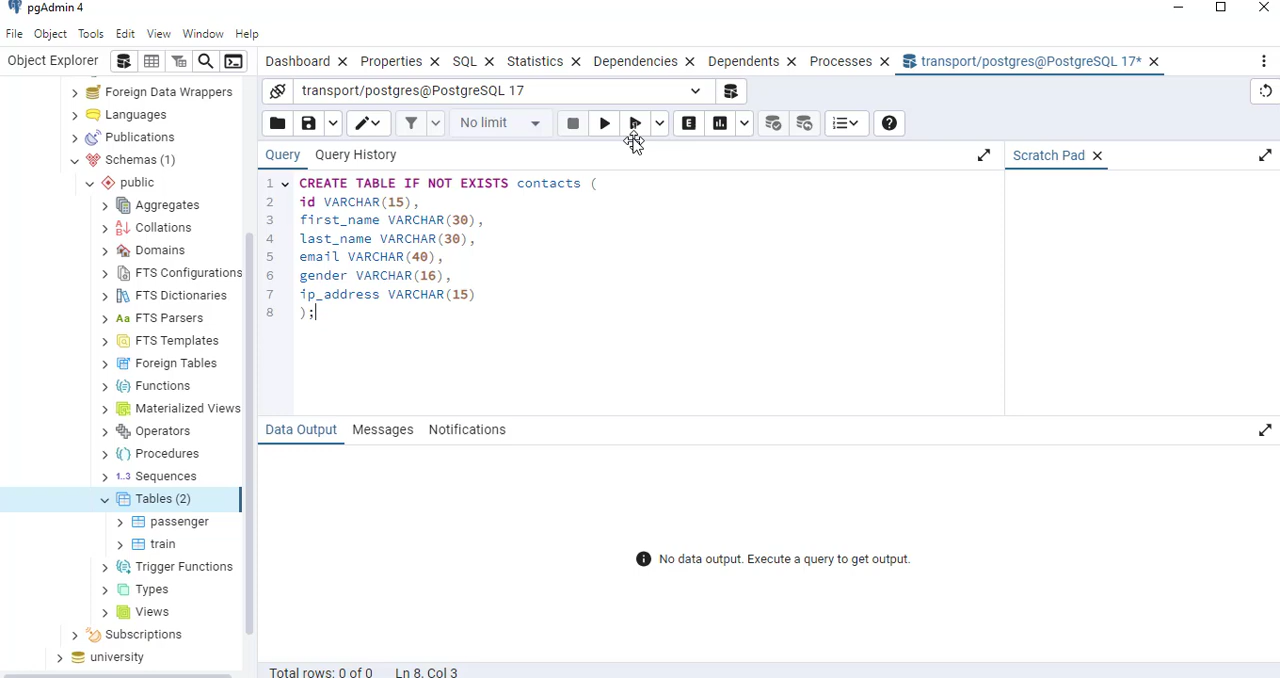 pgAdmin 4
File Object Tools Edit View Window Help
Object Explorer
Dashboard Properties SQL Statistics Dependencies Dependents Processes transport/postgres@PostgreSQL 17*
Foreign Data Wrappers
Languages
Publications
Schemas (1)
public
Aggregates
Collations
Domains
FTS Configurations
FTS Dictionaries
Aa FTS Parsers
FTS Templates
Foreign Tables
Functions
Materialized Views
Operators
Procedures
1..3 Sequences
Tables (2)
passenger
train
Trigger Functions
Types
Views
Subscriptions
university
transport/postgres@PostgreSQL 17
No limit E
Query Query History
Scratch Pad
1 CREATE TABLE IF NOT EXISTS contacts (
2 id VARCHAR(15),
3 first_name VARCHAR(30),
4 last_name VARCHAR(30),
5 email VARCHAR(40),
6 gender VARCHAR(16),
7 ip_address VARCHAR(15)
8 );
Data Output Messages Notifications
No data output. Execute a query to get output.
Total rows: 0 of 0 Ln 8, Col 3